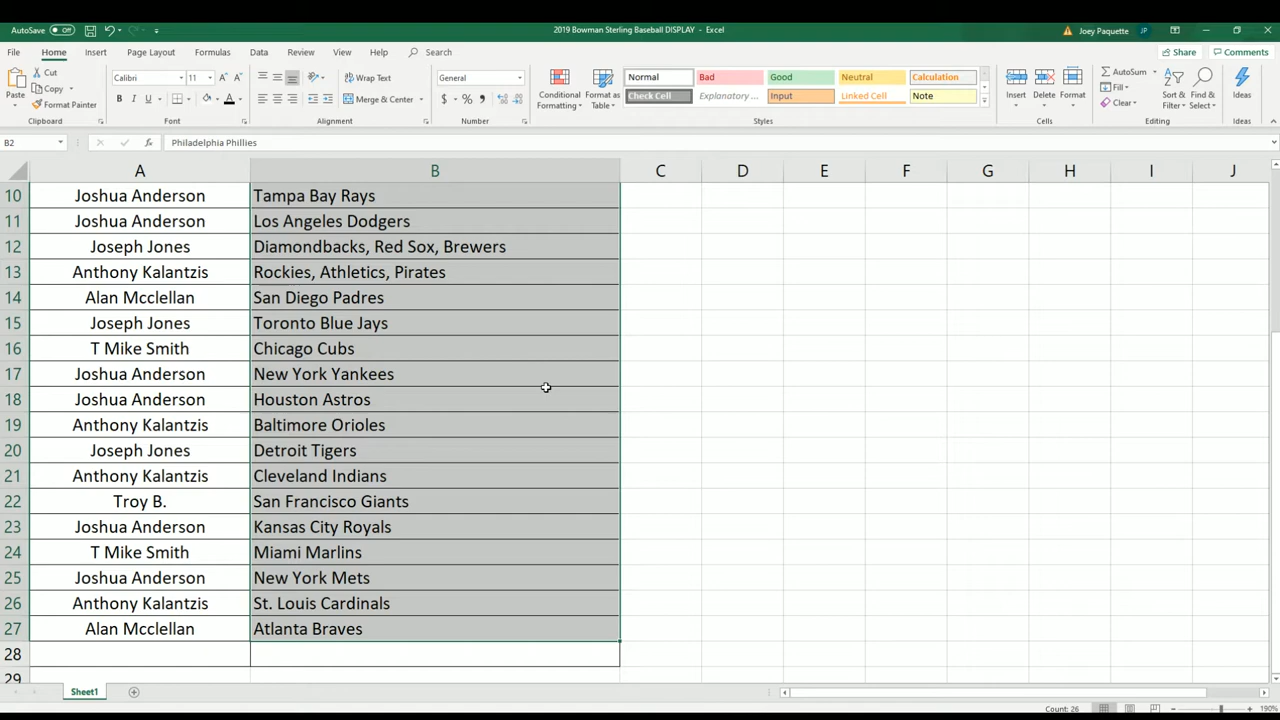 AutoSave Off 2019 Bowman Sterling Baseball DISPLAY - Excel Joey Paquette JP
File Home Insert Page Layout Formulas Data Review View Help Search Share Comments
Paste Cut Copy Format Painter Clipboard
Calibri 11 B I U Font
Wrap Text Merge & Center Alignment
General $ % Number
Conditional Formatting Format as Table
Normal Bad Good Neutral Calculation
Check Cell Explanatory ... Input Linked Cell Note
Styles
Insert Delete Format Cells
AutoSum Fill Clear Sort & Filter Find & Select Editing
Ideas Ideas
B2 fx Philadelphia Phillies
A B C D E F G H I J
10 Joshua Anderson Tampa Bay Rays
11 Joshua Anderson Los Angeles Dodgers
12 Joseph Jones Diamondbacks, Red Sox, Brewers
13 Anthony Kalantzis Rockies, Athletics, Pirates
14 Alan Mcclellan San Diego Padres
15 Joseph Jones Toronto Blue Jays
16 T Mike Smith Chicago Cubs
17 Joshua Anderson New York Yankees
18 Joshua Anderson Houston Astros
19 Anthony Kalantzis Baltimore Orioles
20 Joseph Jones Detroit Tigers
21 Anthony Kalantzis Cleveland Indians
22 Troy B. San Francisco Giants
23 Joshua Anderson Kansas City Royals
24 T Mike Smith Miami Marlins
25 Joshua Anderson New York Mets
26 Anthony Kalantzis St. Louis Cardinals
27 Alan Mcclellan Atlanta Braves
28
29
Sheet1
Count: 26 190%